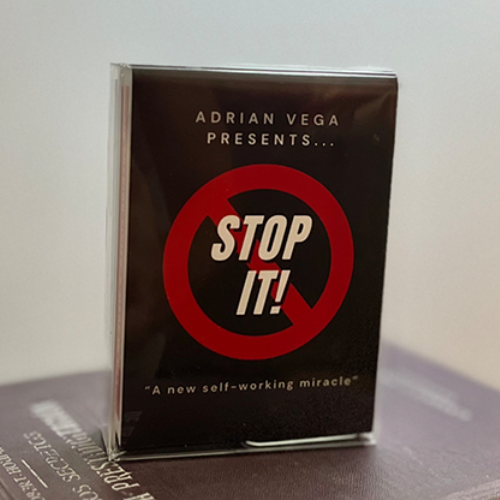 ADRIAN VEGA
PRESENTS...
STOP
IT!
"A new self-working miracle"